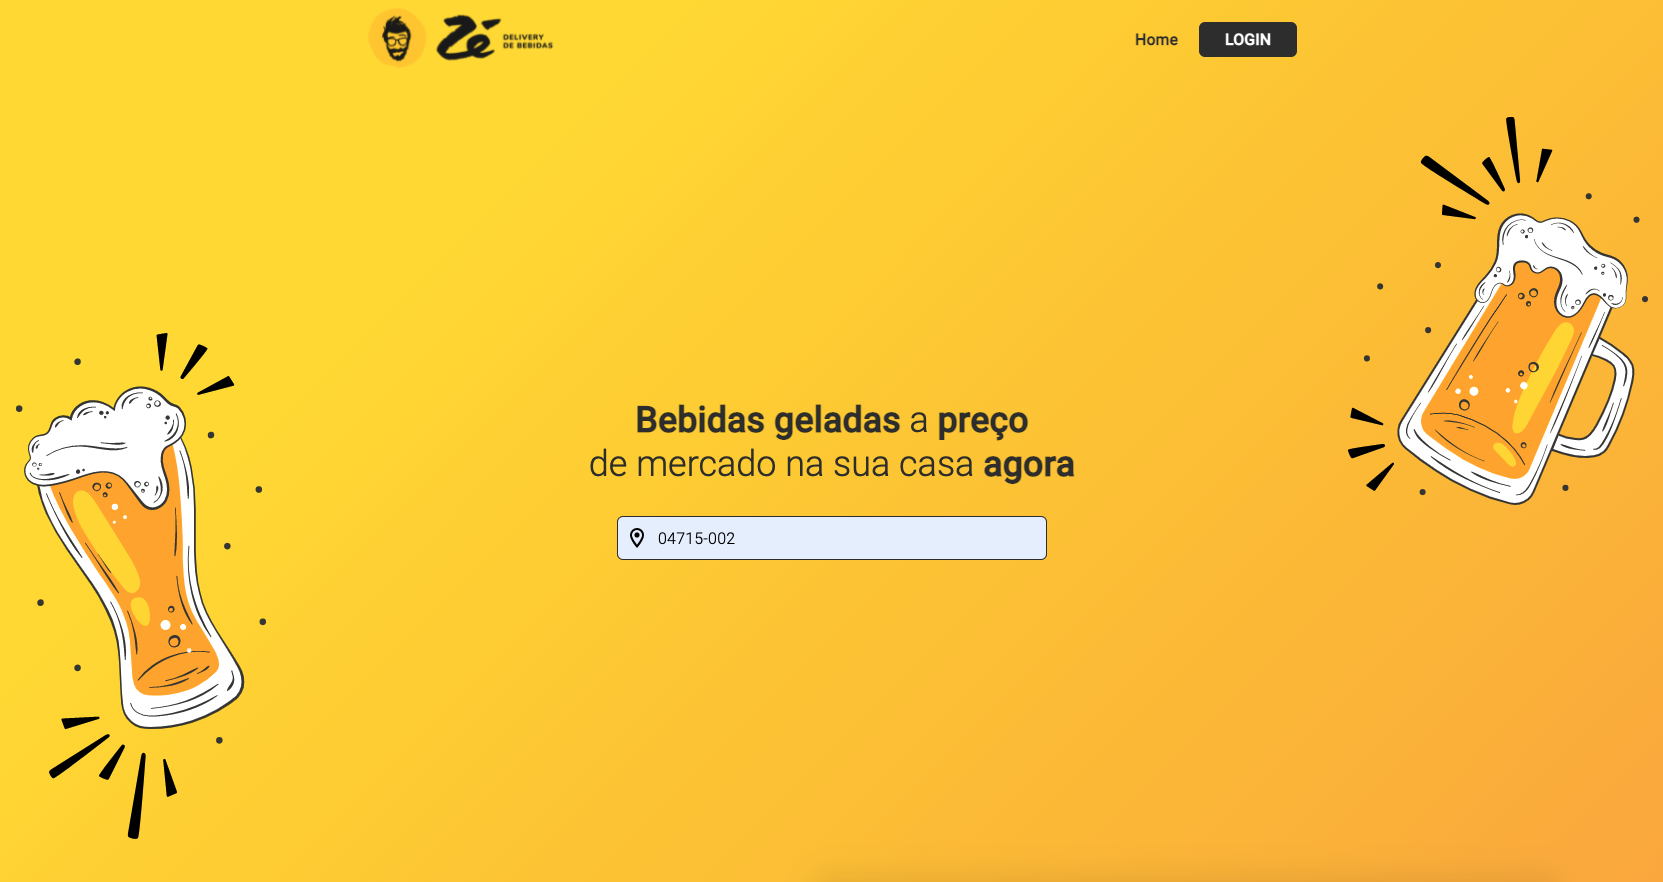 Zé DELIVERY
DE BEBIDAS
Home
LOGIN
Bebidas geladas a preço
de mercado na sua casa agora
04715-002